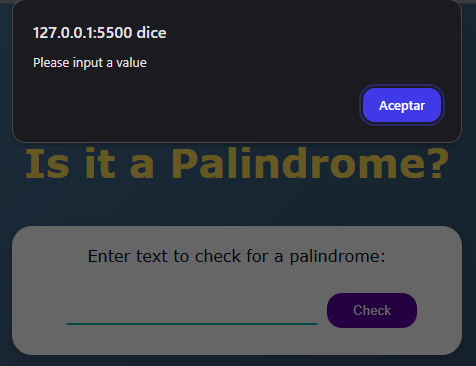 127.0.0.1:5500 dice
Please input a value
Aceptar
Is it a Palindrome?
Enter text to check for a palindrome:
Check